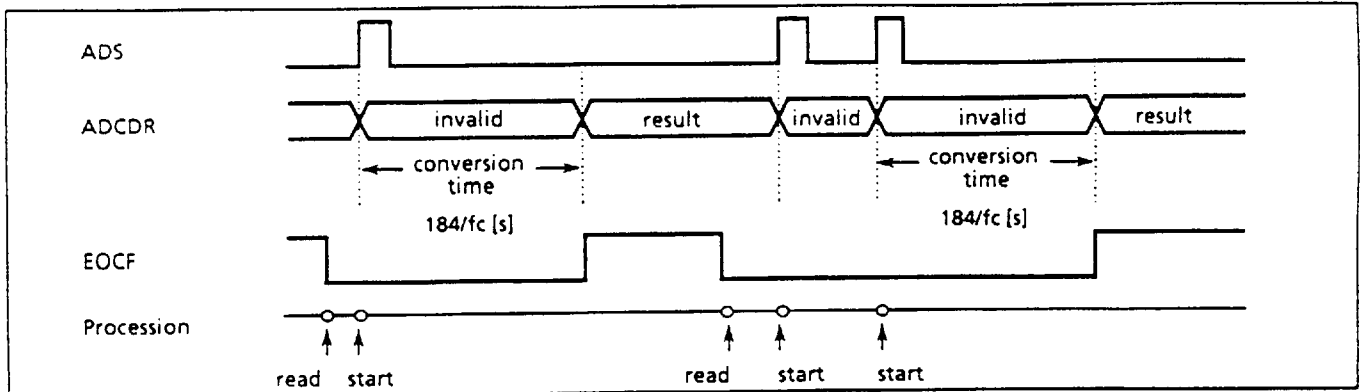 ADS
ADCDR
invalid
result
invalid
invalid
result
conversion
time
184/fc [s]
conversion
time
184/fc [s]
EOCF
Procession
read
start
read
start
start